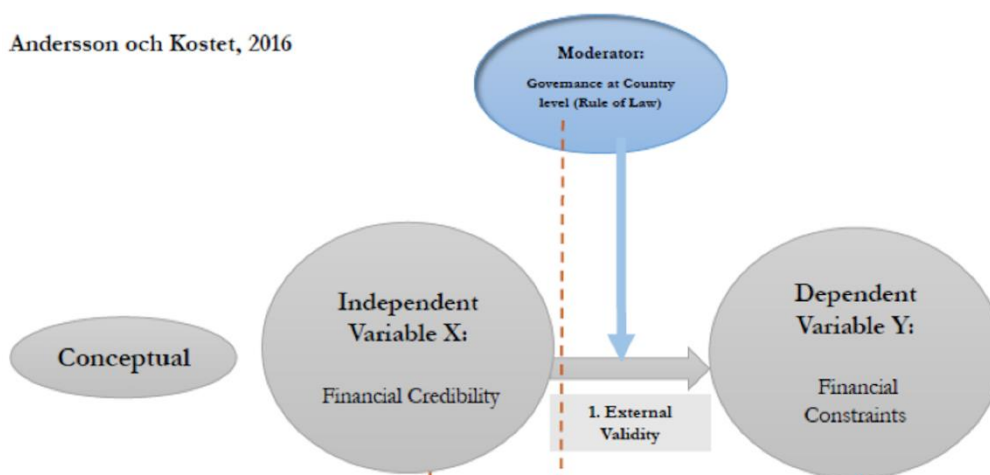 Andersson och Kostet, 2016
Moderator:
Governance at Country
level (Rule of Law)
Conceptual
Independent
Variable X:
Financial Credibility
1. External
Validity
Dependent
Variable Y:
Financial
Constraints